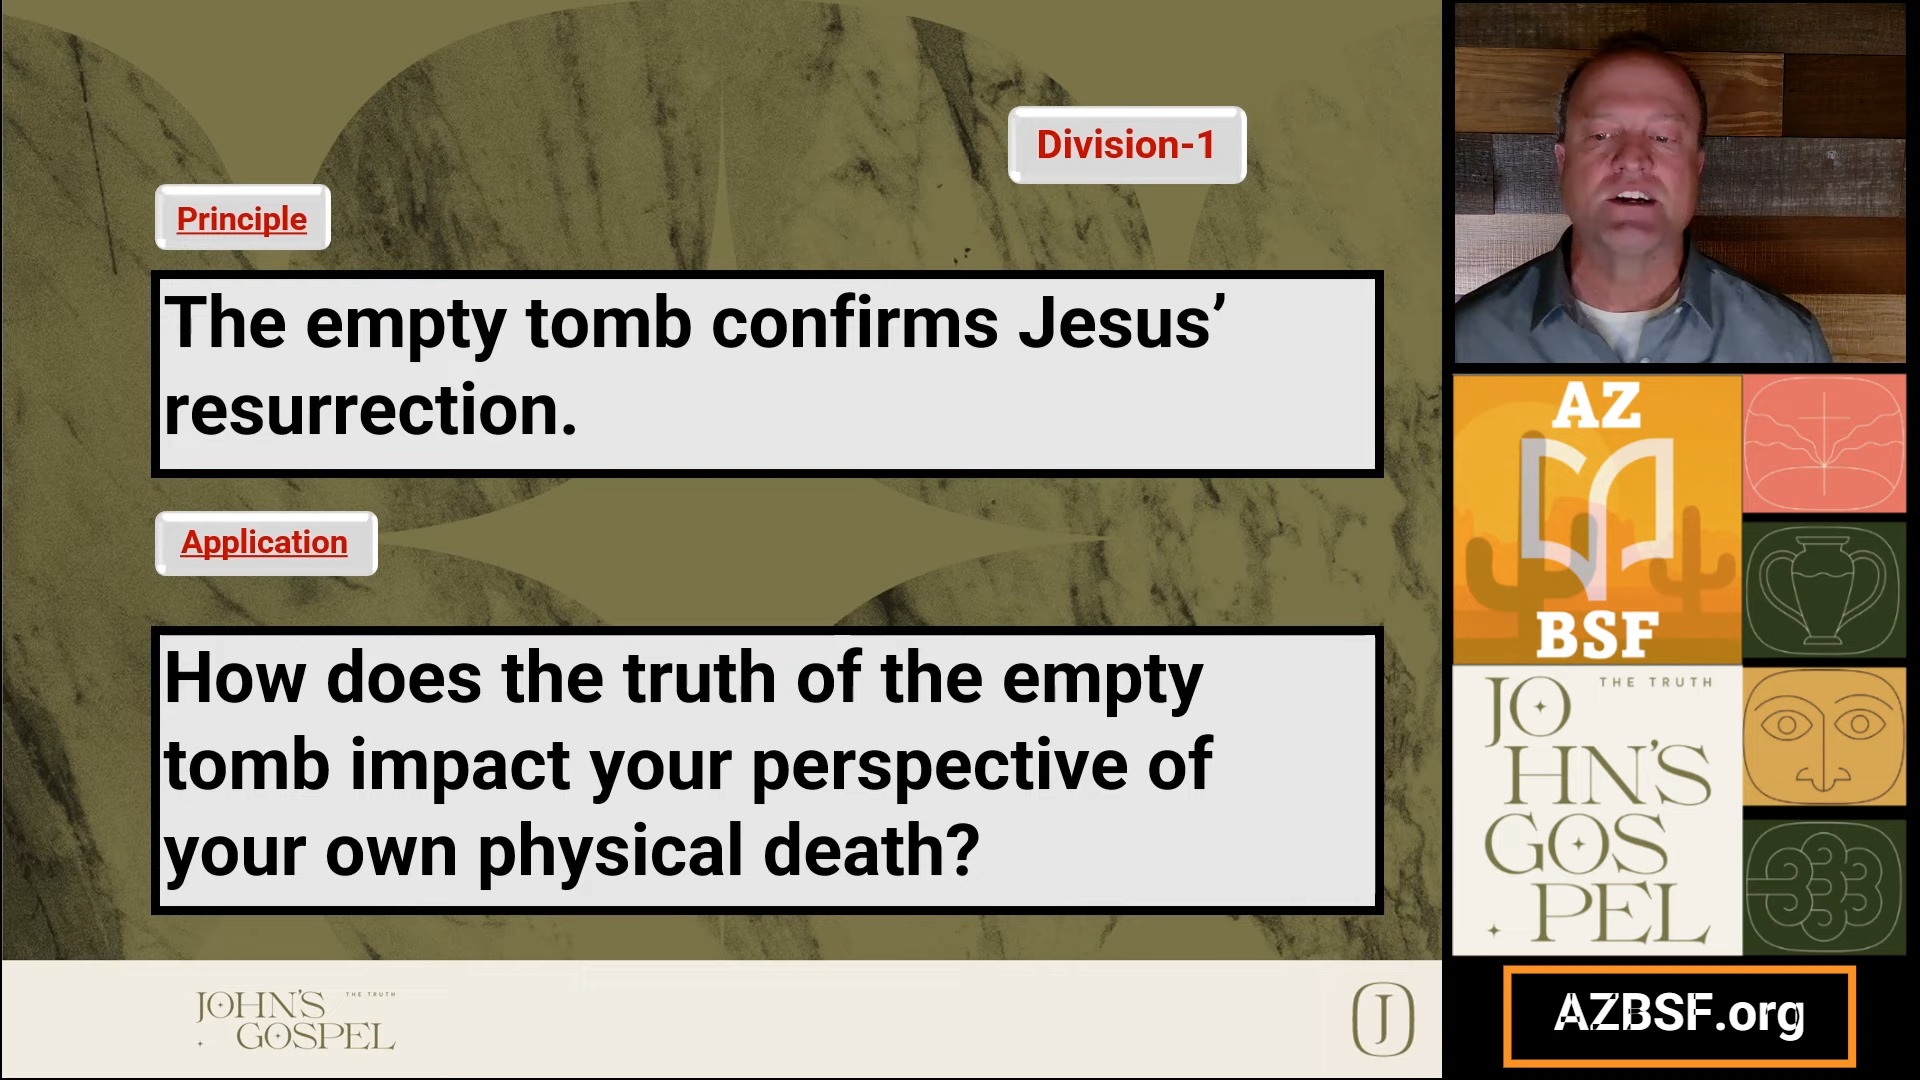 Division-1
Principle
The empty tomb confirms Jesus’
resurrection.
Application
How does the truth of the empty
tomb impact your perspective of
your own physical death?
JOHN'S THE TRUTH
GOSPEL
J
AZ
BSF
THE TRUTH
JO
HN'S
GOS
PEL
AZBSF.org